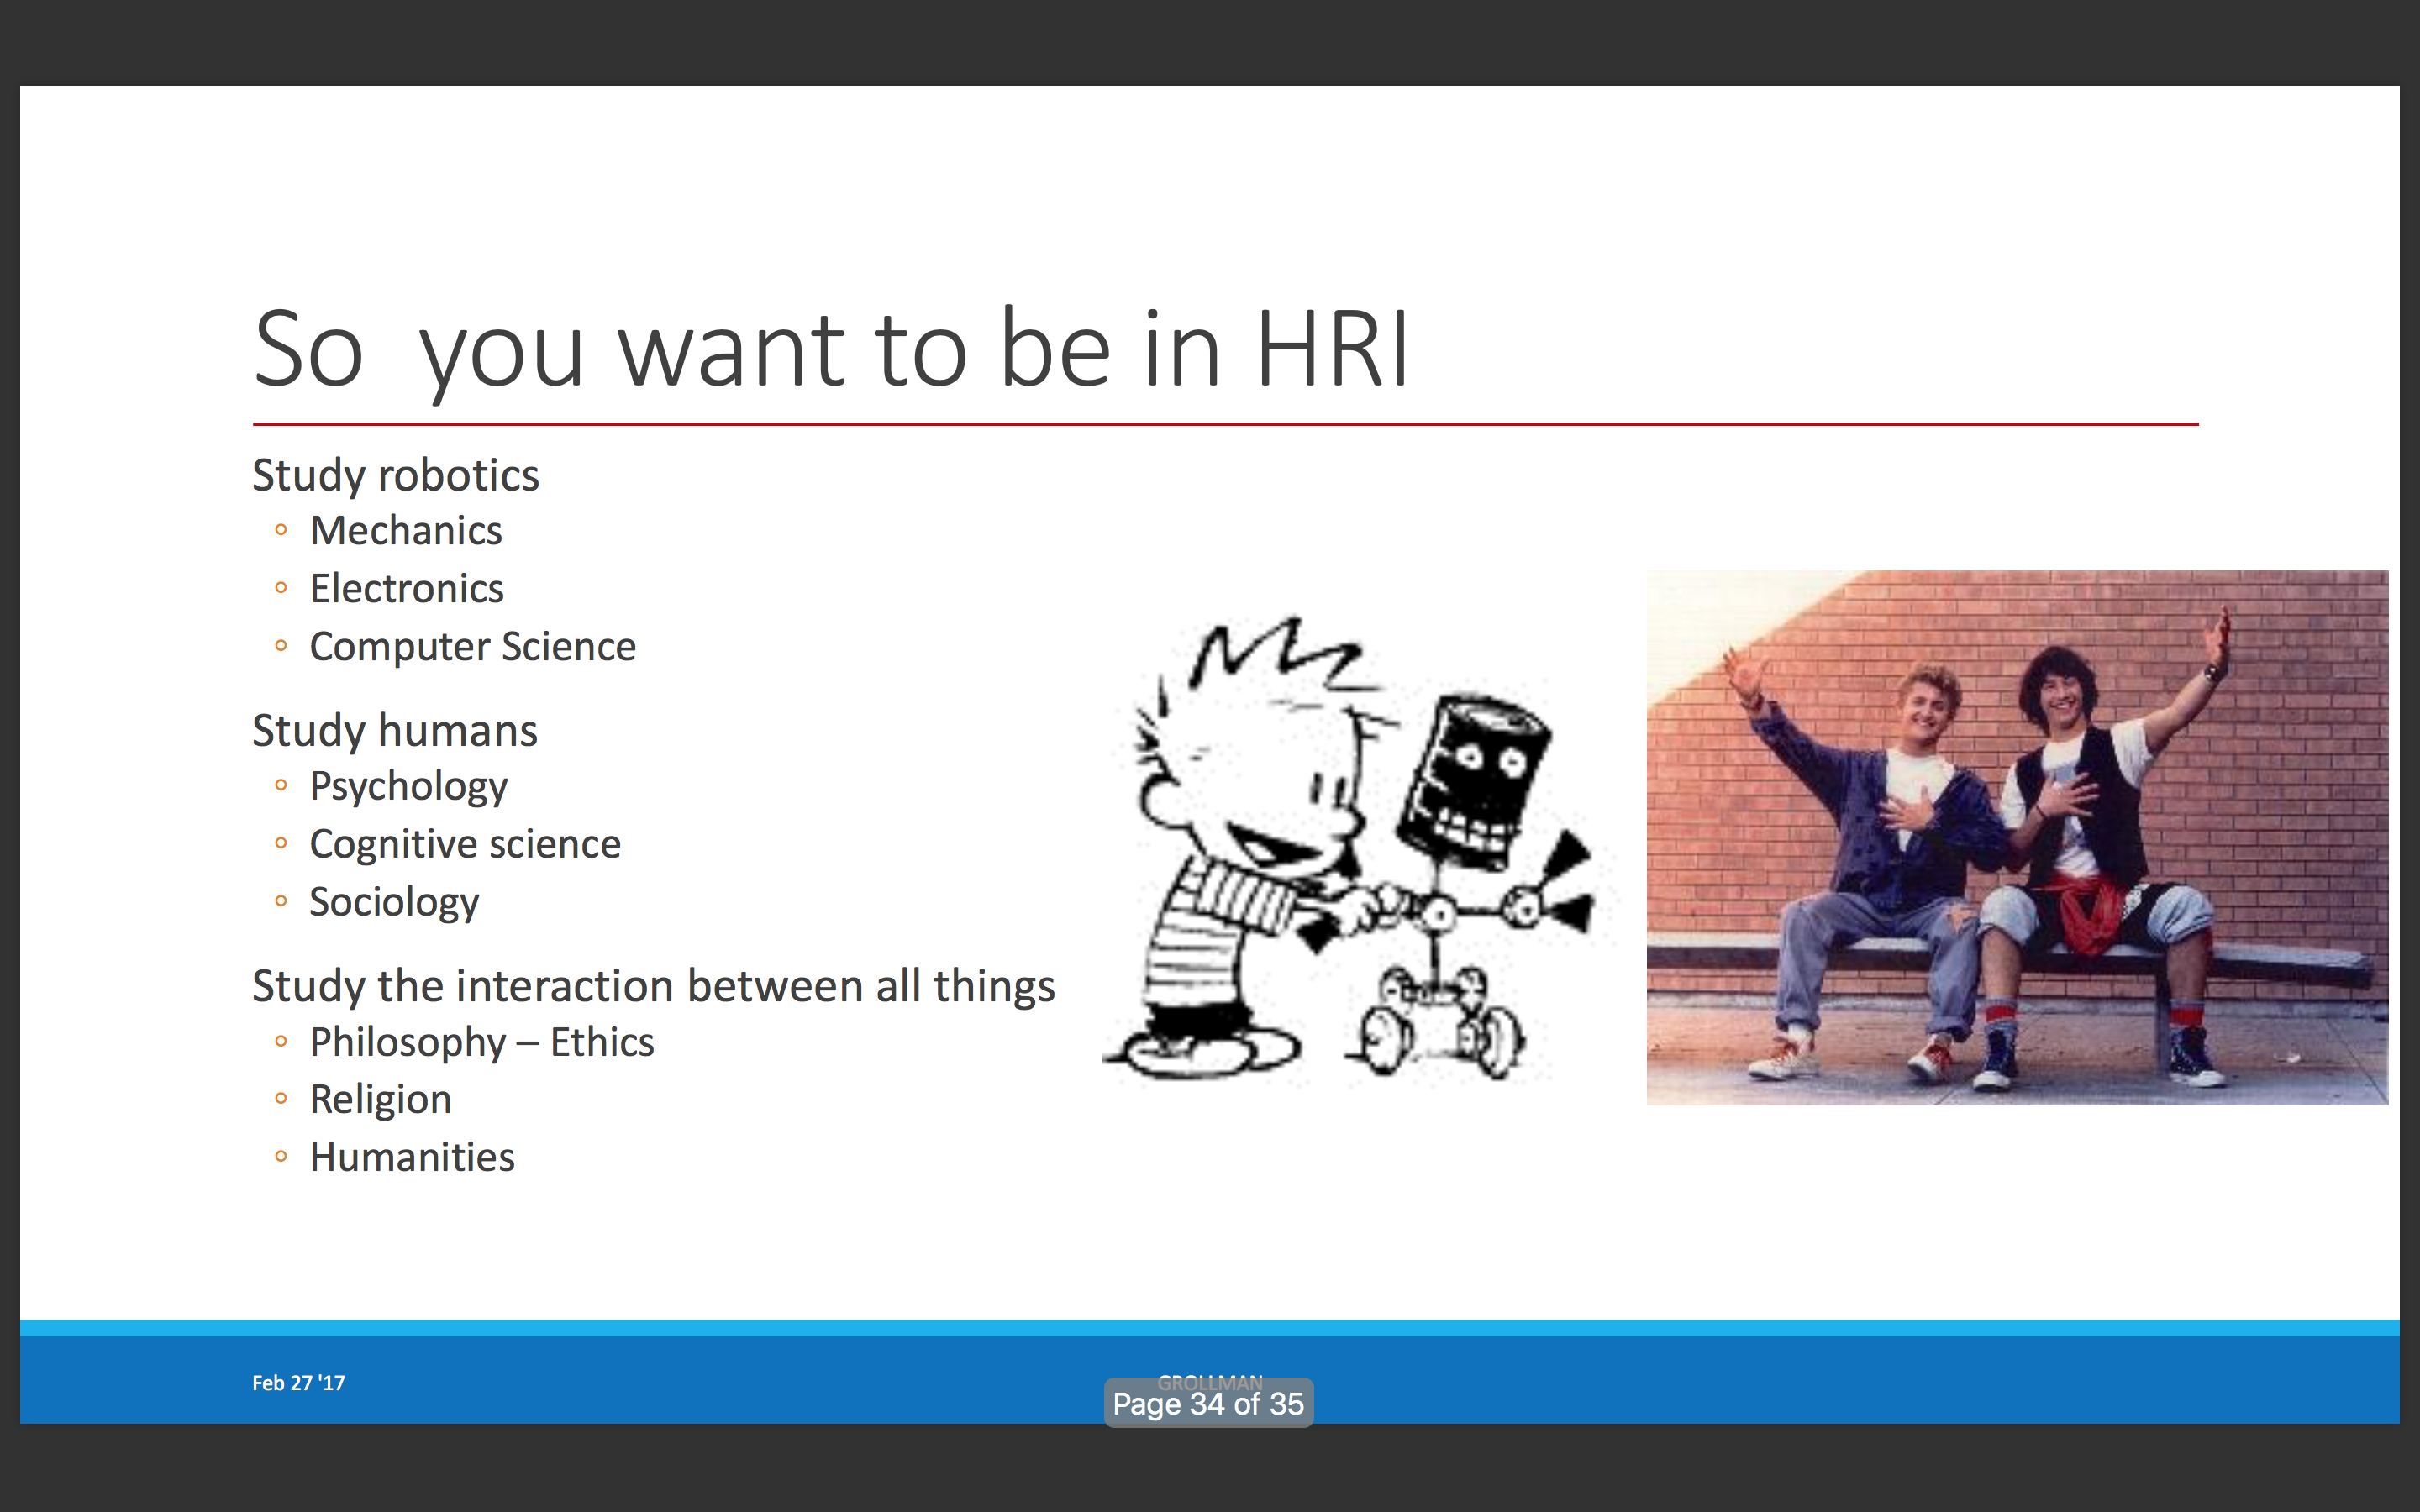 So  you want to be in HRI
Study robotics
◦ Mechanics
◦ Electronics
◦ Computer Science
Study humans
◦ Psychology
◦ Cognitive science
◦ Sociology
Study the interaction between all things
◦ Philosophy – Ethics
◦ Religion
◦ Humanities
Feb 27 '17
GROLLMAN
Page 34 of 35